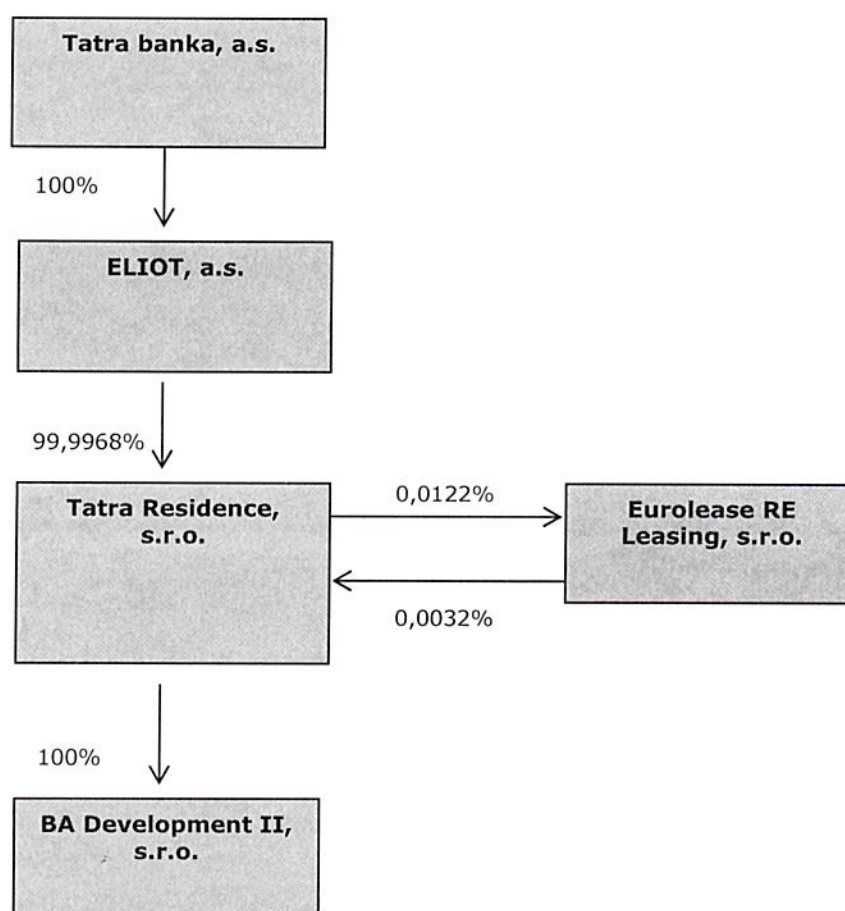 Tatra banka, a.s.
100%
ELIOT, a.s.
99,9968%
Tatra Residence,
s.r.o.
0,0122%
Eurolease RE
Leasing, s.r.o.
0,0032%
100%
BA Development II,
s.r.o.